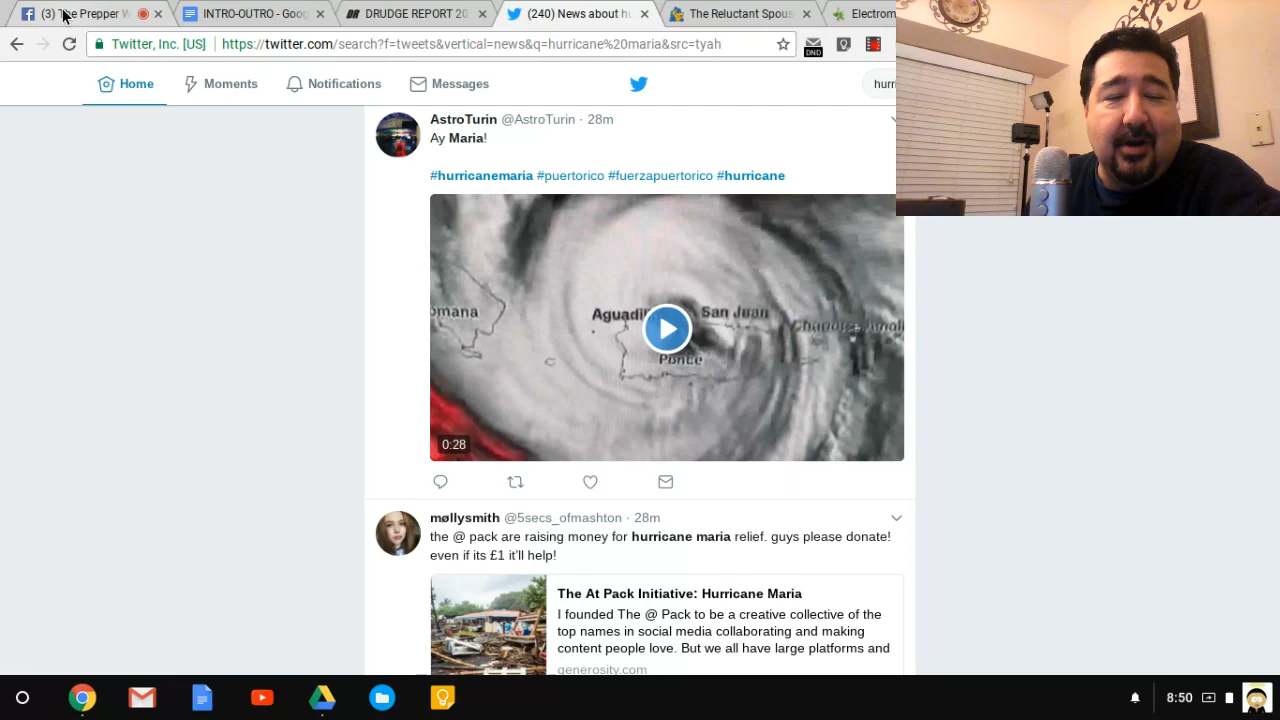 (3) The Prepper W
INTRO-OUTRO - Goog
DRUDGE REPORT 20
(240) News about hu
The Reluctant Spous
Electrom
Twitter, Inc. [US]
https://twitter.com/search?f=tweets&vertical=news&q=hurricane%20maria&src=tyah
DND
Home
Moments
Notifications
Messages
hurri
AstroTurin @AstroTurin · 28m
Ay Maria!
#hurricanemaria #puertorico #fuerzapuertorico #hurricane
omana
Aguadil
San Juan
Ponce
0:28
møllysmith @5secs_ofmashton · 28m
the @ pack are raising money for hurricane maria relief. guys please donate!
even if its £1 it'll help!
The At Pack Initiative: Hurricane Maria
I founded The @ Pack to be a creative collective of the
top names in social media collaborating and making
content people love. But we all have large platforms and
generosity.com
8:50